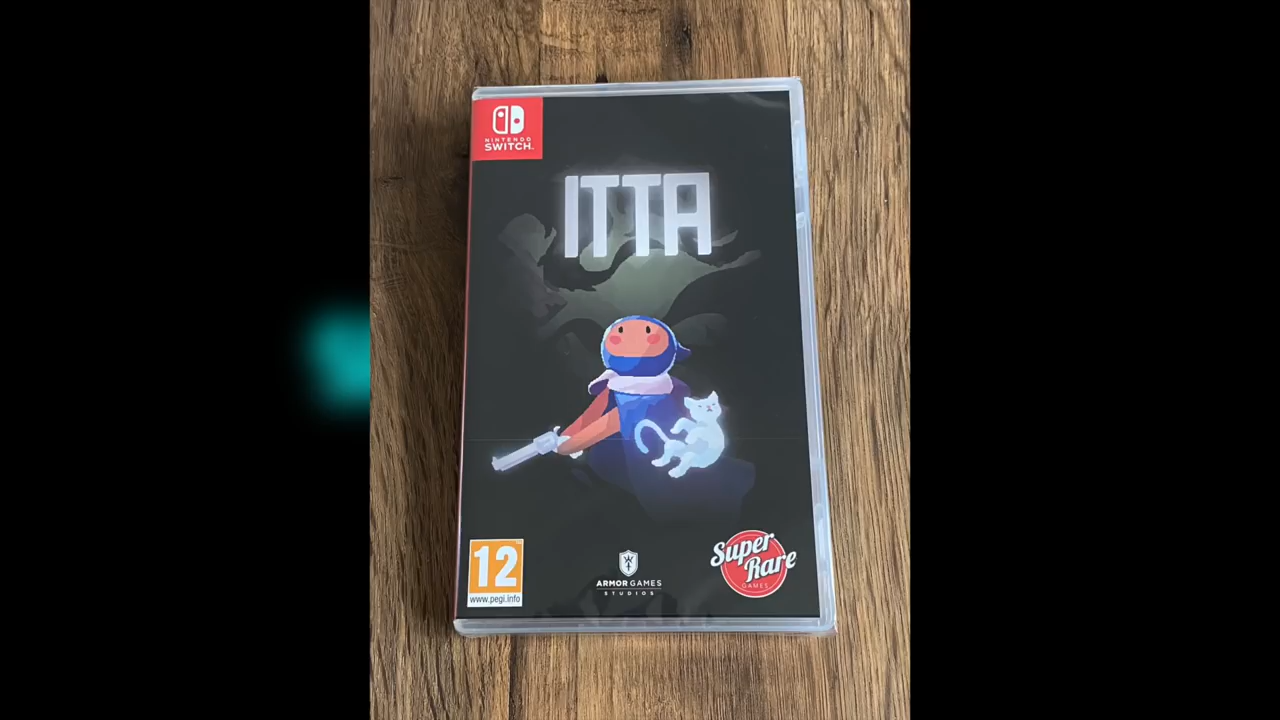 NINTENDO
SWITCH.
ITTA
12
www.pegi.info
ARMOR GAMES
STUDIOS
Super
Rare
GAMES